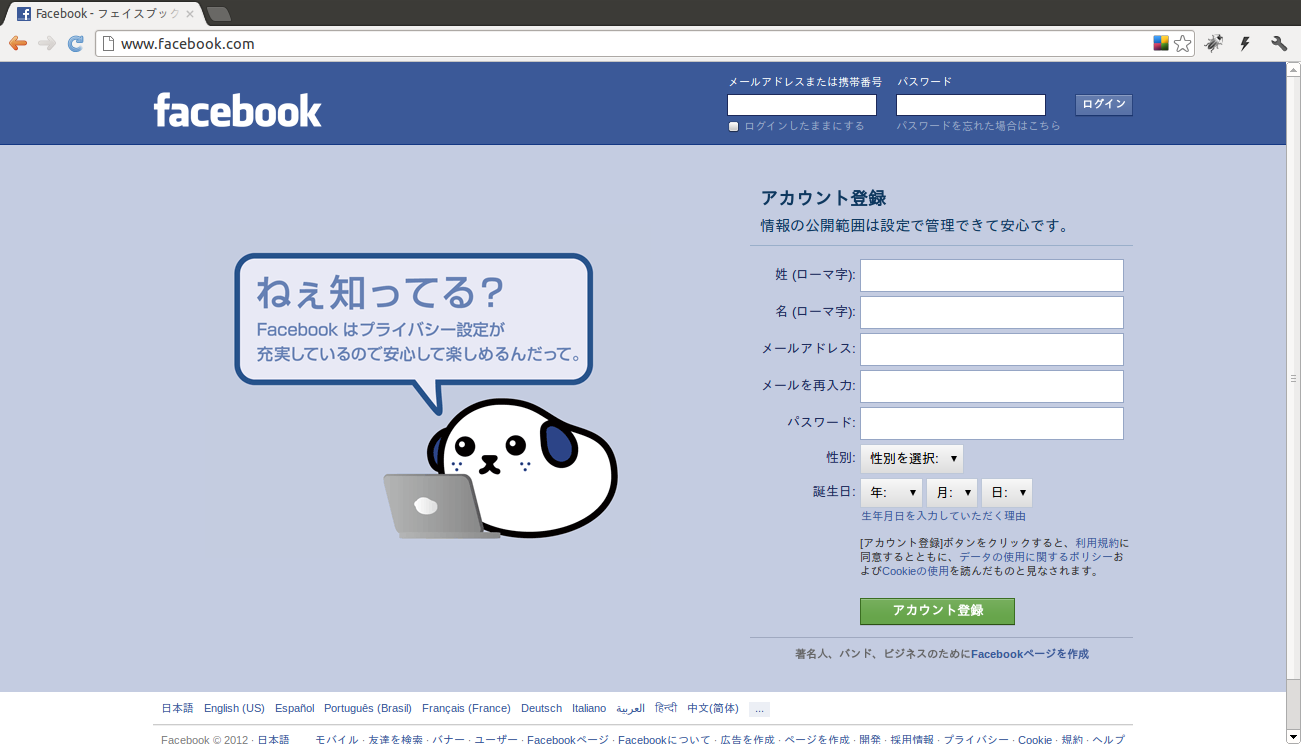 Facebook - フェイスブック
www.facebook.com
facebook
メールアドレスまたは携帯番号 パスワード
ログイン
ログインしたままにする パスワードを忘れた場合はこちら
アカウント登録
情報の公開範囲は設定で管理できて安心です。
ねぇ知ってる？
Facebook はプライバシー設定が
充実しているので安心して楽しめるんだって。
姓 (ローマ字):
名 (ローマ字):
メールアドレス:
メールを再入力:
パスワード:
性別: 性別を選択:
誕生日: 年: 月: 日:
生年月日を入力していただく理由
[アカウント登録]ボタンをクリックすると、利用規約に
同意するとともに、データの使用に関するポリシーお
よびCookieの使用を読んだものと見なされます。
アカウント登録
著名人、バンド、ビジネスのためにFacebookページを作成
日本語 English (US) Español Português (Brasil) Français (France) Deutsch Italiano العربية हिन्दी 中文(简体) ...
Facebook © 2012 · 日本語 モバイル · 友達を検索 · バナー · ユーザー · Facebookページ · Facebookについて · 広告を作成 · ページを作成 · 開発 · 採用情報 · プライバシー · Cookie · 規約 · ヘルプ